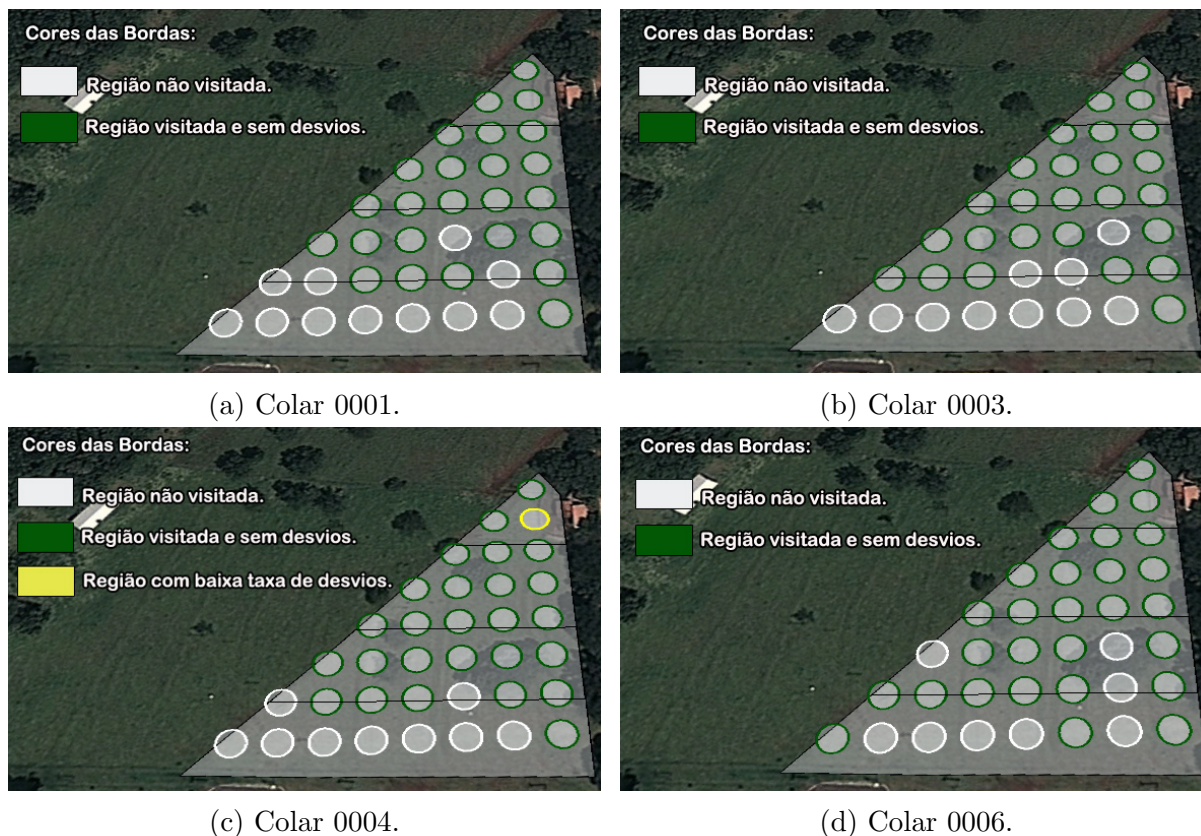 Cores das Bordas:
Região não visitada.
Região visitada e sem desvios.
(a) Colar 0001.
Cores das Bordas:
Região não visitada.
Região visitada e sem desvios.
(b) Colar 0003.
Cores das Bordas:
Região não visitada.
Região visitada e sem desvios.
Região com baixa taxa de desvios.
(c) Colar 0004.
Cores das Bordas:
Região não visitada.
Região visitada e sem desvios.
(d) Colar 0006.